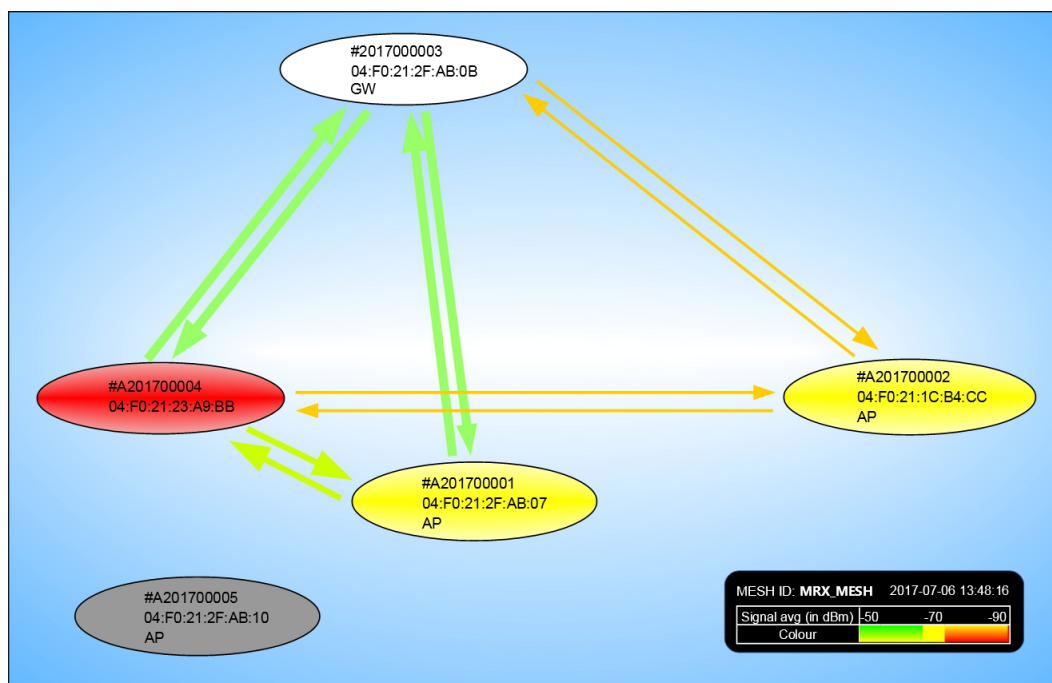 #2017000003
04:F0:21:2F:AB:0B
GW
#A201700004
04:F0:21:23:A9:BB
#A201700002
04:F0:21:1C:B4:CC
AP
#A201700001
04:F0:21:2F:AB:07
AP
#A201700005
04:F0:21:2F:AB:10
AP
MESH ID: MRX_MESH 2017-07-06 13:48:16
Signal avg (in dBm) -50 -70 -90
Colour